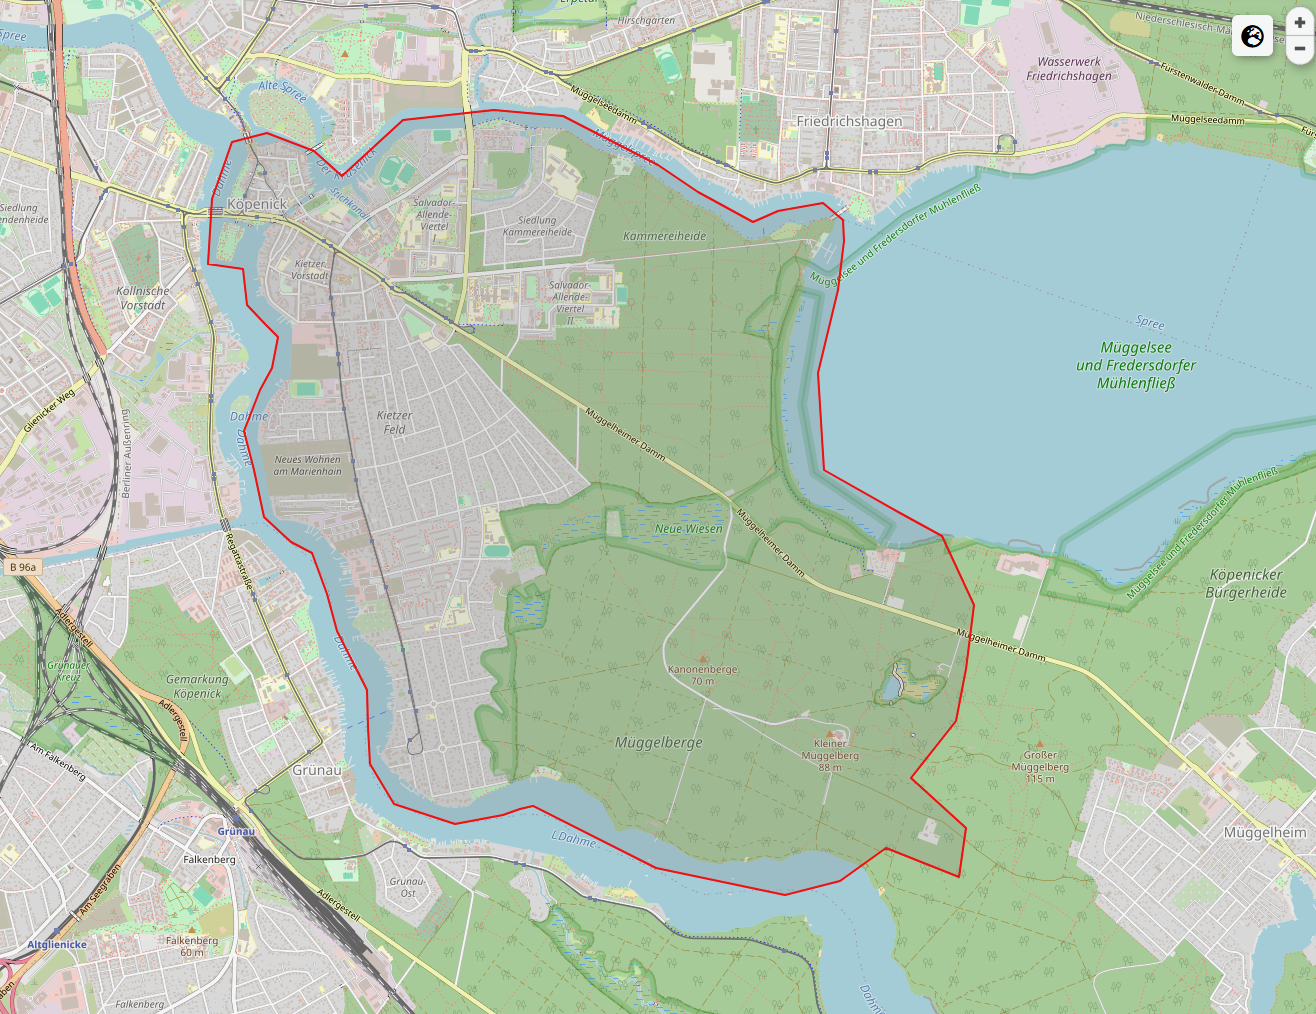 Erpetal
Hirschgarten
Spree
Niederschlesisch-M
Wasserwerk
Friedrichshagen
Fürstenwalder-Damm
Alte Spree
Müggelseedamm
Müggelseedamm
Friedrichshagen
Müggelspree
Der
Köpenick
Dahme
Strichkanal
Müggelsee und Fredersdorfer Mühlenfließ
Siedlung
Salvador-
Allende-
Viertel
I
Siedlung
Kammereiheide
Kammereiheide
Kietzer
Vorstadt
Köllnische
Vorstadt
Salvador-
Allende-
Viertel
II
Spree
Müggelsee
und Fredersdorfer
Mühlenfließ
Glienicker Weg
Dahme
Dahme
Kietzer
Feld
Müggelheimer Damm
Berliner Außenring
Neues Wohnen
am Marienhain
Müggelsee und Fredersdorfer Mühlenfließ
Neue Wiesen
Müggelheimer Damm
B 96a
Regattastraße
Köpenicker
Bürgerheide
Adlergestell
Müggelheimer Damm
Dahme
Grünauer
Kreuz
Kanonenberge
70 m
Gemarkung
Köpenick
Adlergestell
Müggelberge
Kleiner
Müggelberg
88 m
Großer
Müggelberg
115 m
Am Falkenberg
Grünau
Grünau
Müggelheim
LDahme
Falkenberg
Grünau-
Ost
Am Seegraben
Adlergestell
Altglienicke
Falkenberg
60 m
Falkenberg
Dahme
+
−